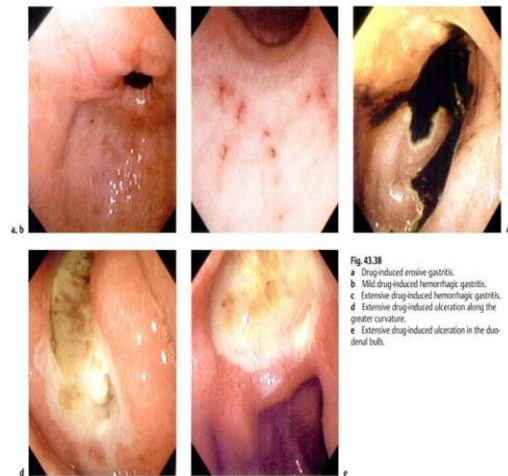 a, b
c
Fig. 43.38
a Drug-induced erosive gastritis.
b Mild drug-induced hemorrhagic gastritis.
c Extensive drug-induced hemorrhagic gastritis.
d Extensive drug-induced ulceration along the
greater curvature.
e Extensive drug-induced ulceration in the duo-
denal bulb.
d
e